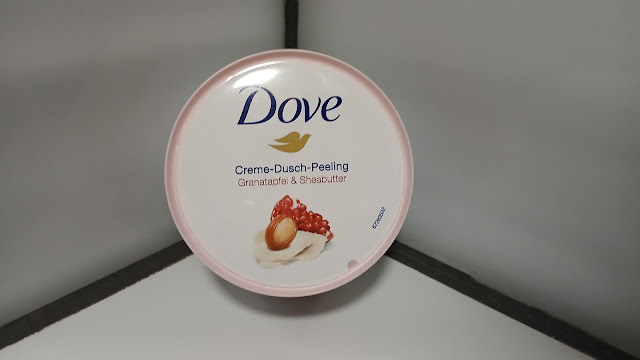 Dove
Creme-Dusch-Peeling
Granatapfel & Sheabutter